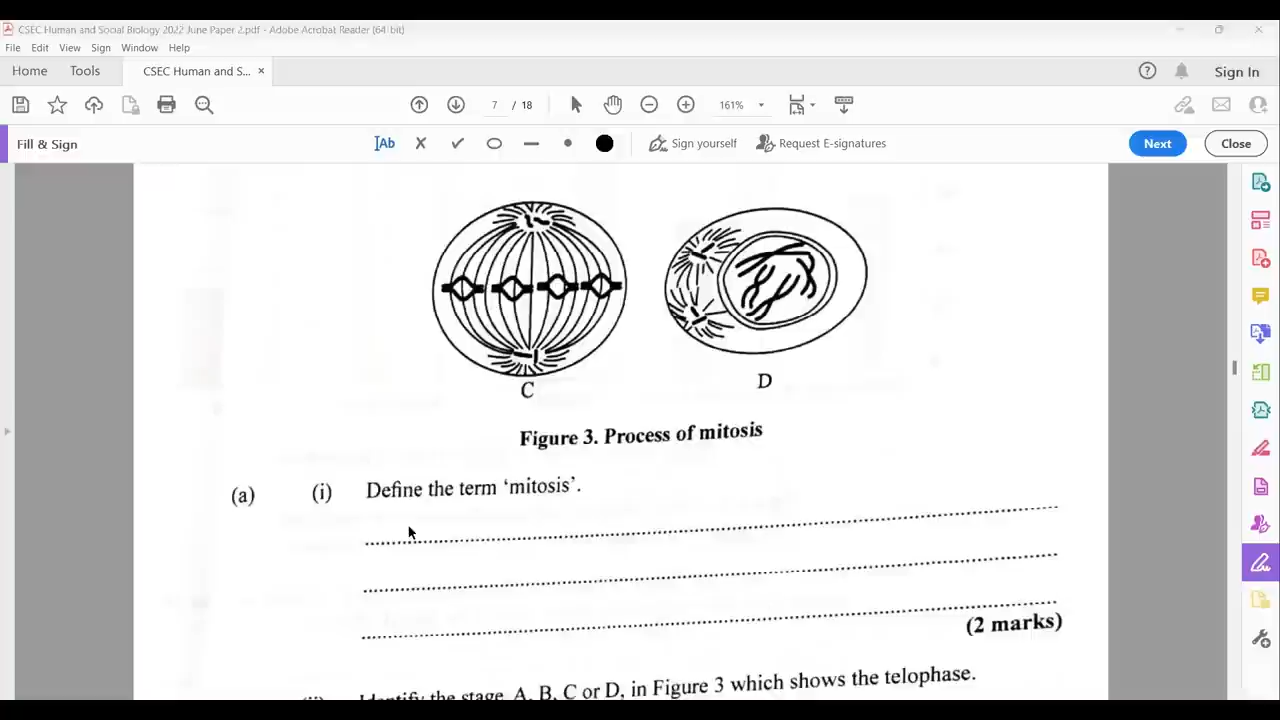 CSEC Human and Social Biology 2022 June Paper 2.pdf - Adobe Acrobat Reader (64-bit)
File Edit View Sign Window Help
Home Tools CSEC Human and S... × Sign In
7 / 18 161%
Fill & Sign Ab Sign yourself Request E-signatures Next Close
C
D
Figure 3. Process of mitosis
(a) (i) Define the term ‘mitosis’.
(2 marks)
Identify the stage, A, B, C or D, in Figure 3 which shows the telophase.